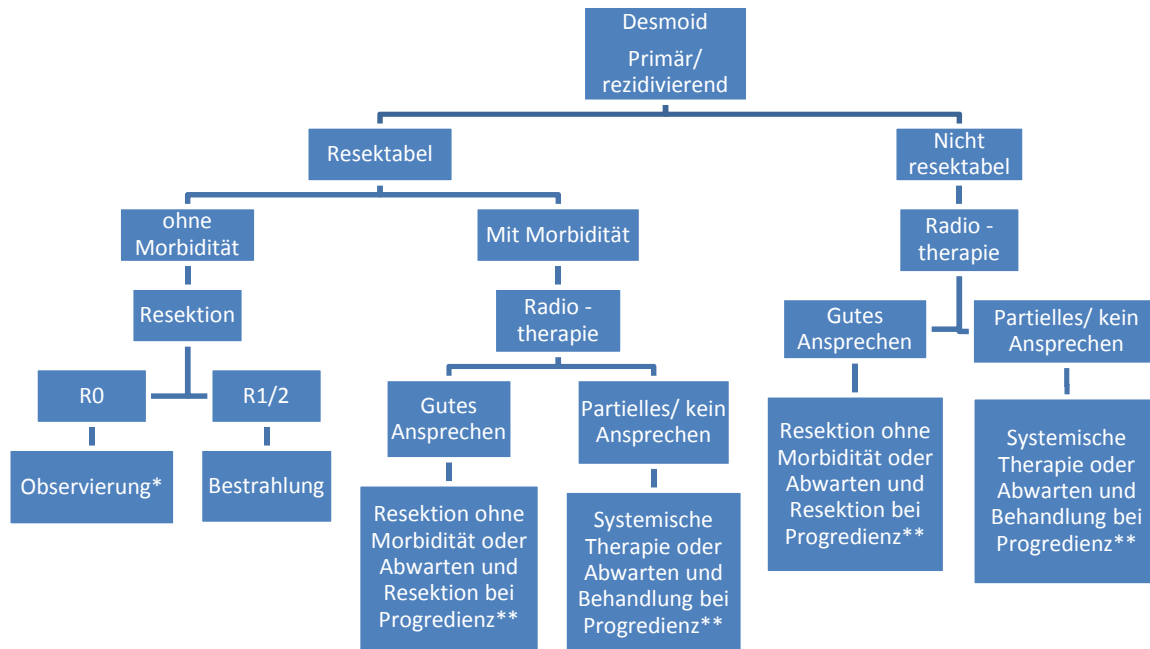 Desmoid
Primär/
rezidivierend
Resektabel
Nicht
resektabel
ohne
Morbidität
Mit Morbidität
Radio -
therapie
Resektion
Radio -
therapie
Gutes
Ansprechen
Partielles/ kein
Ansprechen
R0
R1/2
Gutes
Ansprechen
Partielles/ kein
Ansprechen
Resektion ohne
Morbidität oder
Abwarten und
Resektion bei
Progredienz**
Systemische
Therapie oder
Abwarten und
Behandlung bei
Progredienz**
Observierung*
Bestrahlung
Resektion ohne
Morbidität oder
Abwarten und
Resektion bei
Progredienz**
Systemische
Therapie oder
Abwarten und
Behandlung bei
Progredienz**